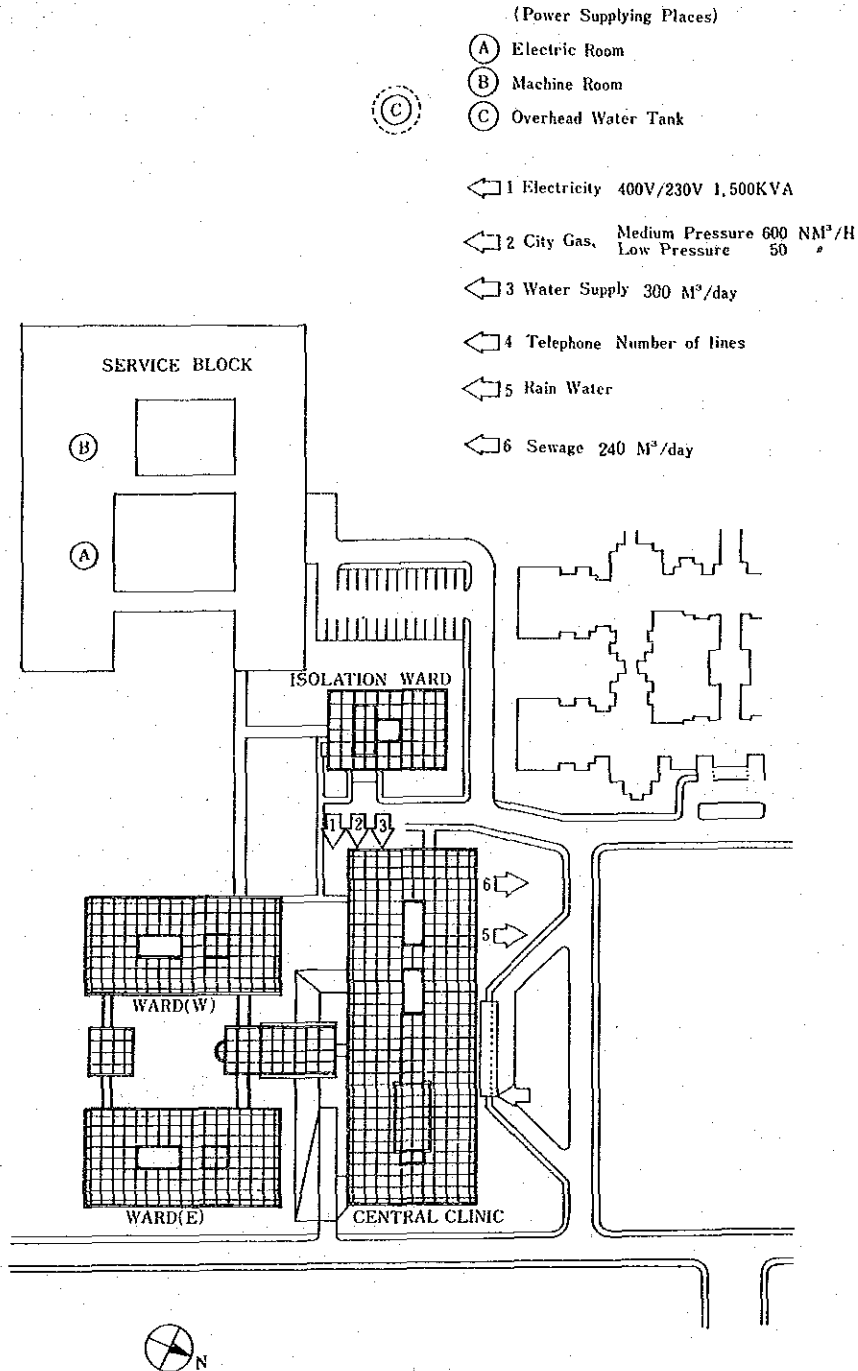 (Power Supplying Places)
A Electric Room
B Machine Room
C Overhead Water Tank
C
1 Electricity 400V/230V 1,500KVA
2 City Gas, Medium Pressure 600 NM³/H
Low Pressure 50 〃
3 Water Supply 300 M³/day
4 Telephone Number of lines
5 Rain Water
6 Sewage 240 M³/day
SERVICE BLOCK
B
A
ISOLATION WARD
1 2 3
6
5
WARD(W)
WARD(E)
CENTRAL CLINIC
N